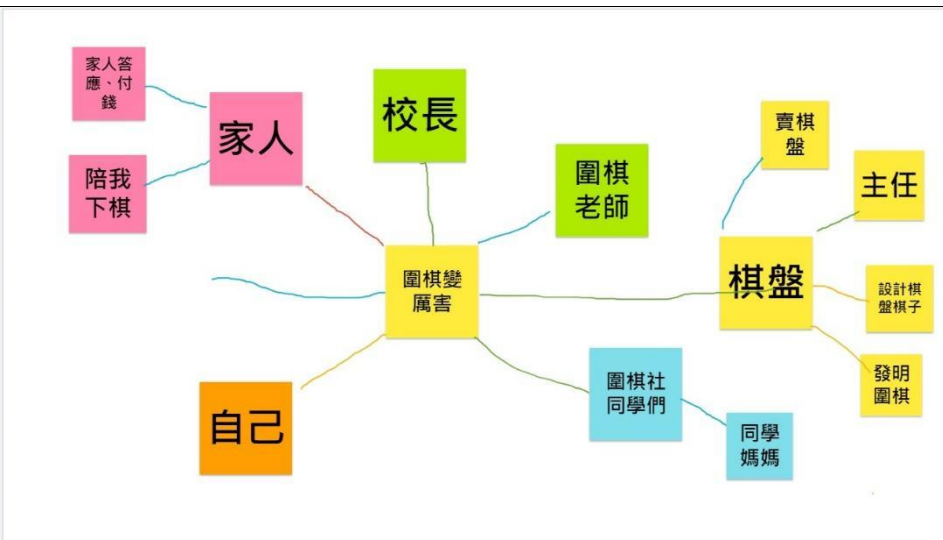 家人答
應、付
錢
家人
陪我
下棋
校長
圍棋
老師
圍棋變
厲害
自己
圍棋社
同學們
同學
媽媽
棋盤
賣棋
盤
主任
設計棋
盤棋子
發明
圍棋